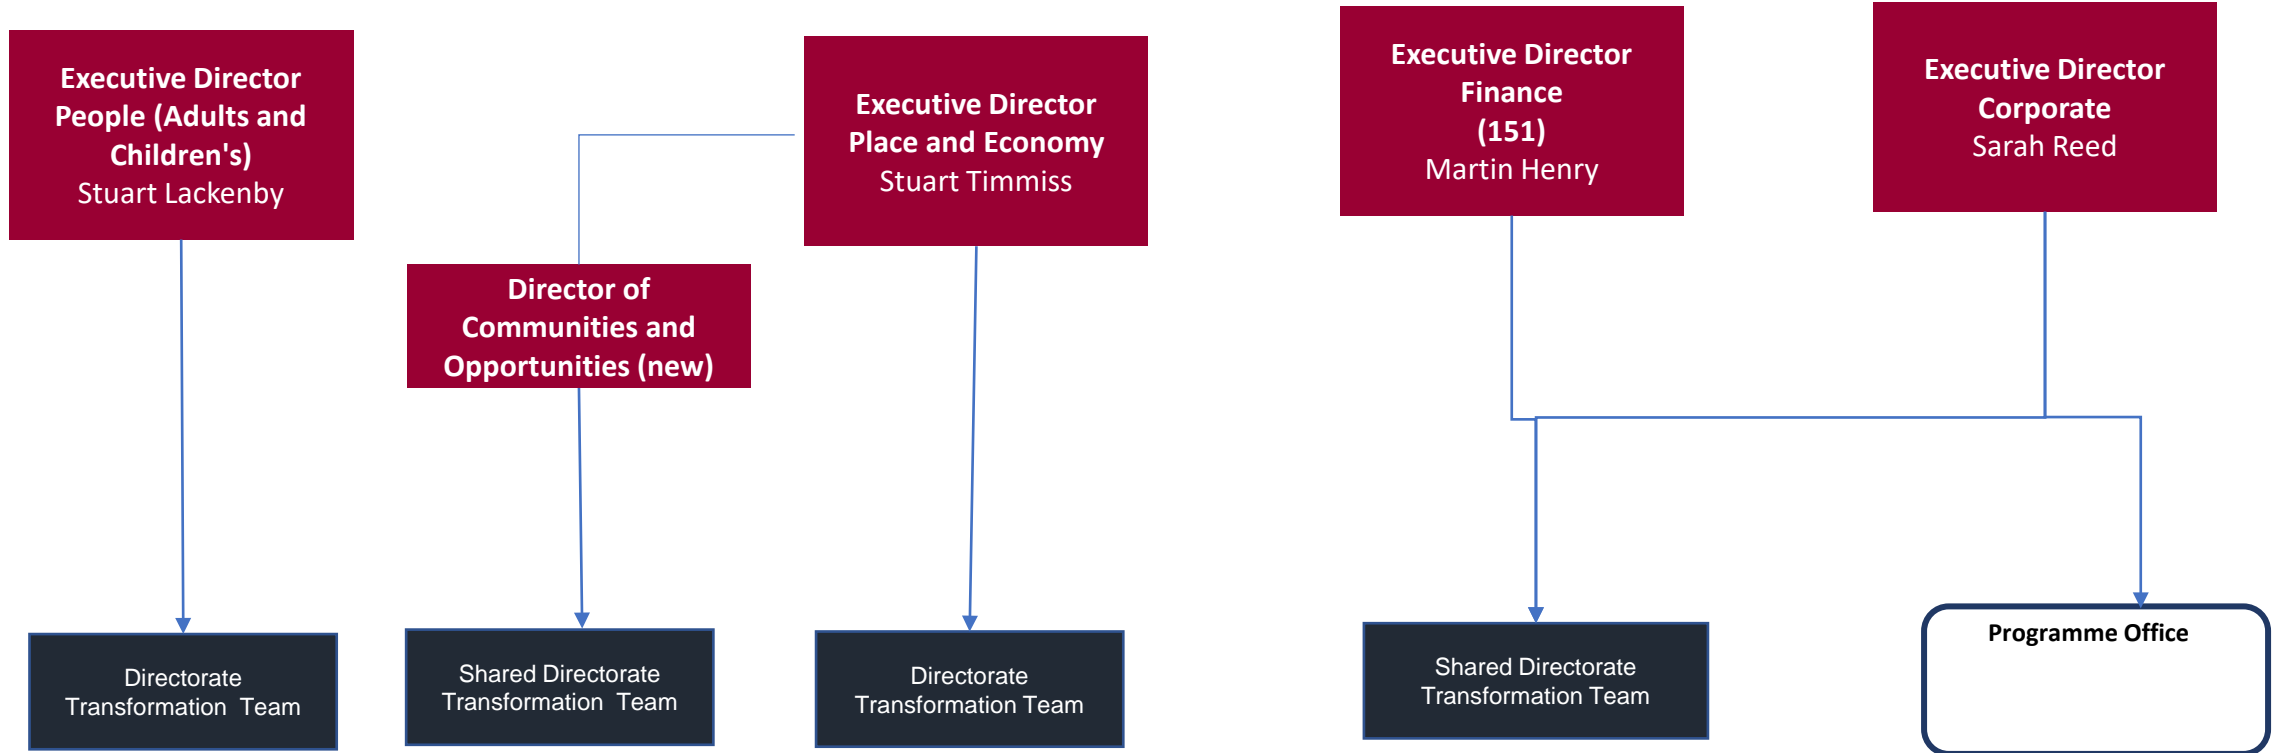 Executive Director
People (Adults and
Children's)
Stuart Lackenby
Director of
Communities and
Opportunities (new)
Executive Director
Place and Economy
Stuart Timmiss
Executive Director
Finance
(151)
Martin Henry
Executive Director
Corporate
Sarah Reed
Directorate
Transformation Team
Shared Directorate
Transformation Team
Directorate
Transformation Team
Shared Directorate
Transformation Team
Programme Office